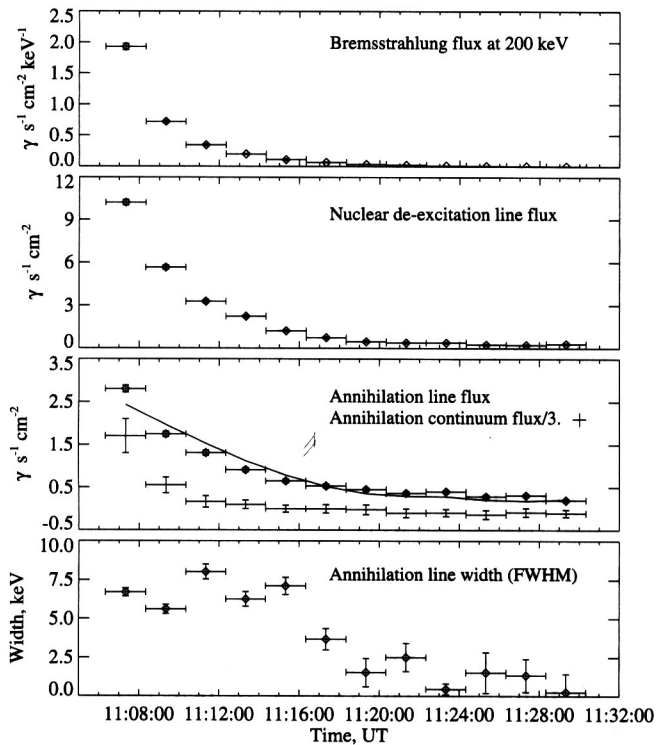 2.5
2.0
1.5
1.0
0.5
0.0
γ s⁻¹ cm⁻² keV⁻¹
Bremsstrahlung flux at 200 keV
12
9
6
3
0
γ s⁻¹ cm⁻²
Nuclear de-excitation line flux
3.5
2.5
1.5
0.5
-0.5
γ s⁻¹ cm⁻²
Annihilation line flux
Annihilation continuum flux/3.
10.0
7.5
5.0
2.5
0.0
Width, keV
Annihilation line width (FWHM)
11:08:00 11:12:00 11:16:00 11:20:00 11:24:00 11:28:00 11:32:00
Time, UT